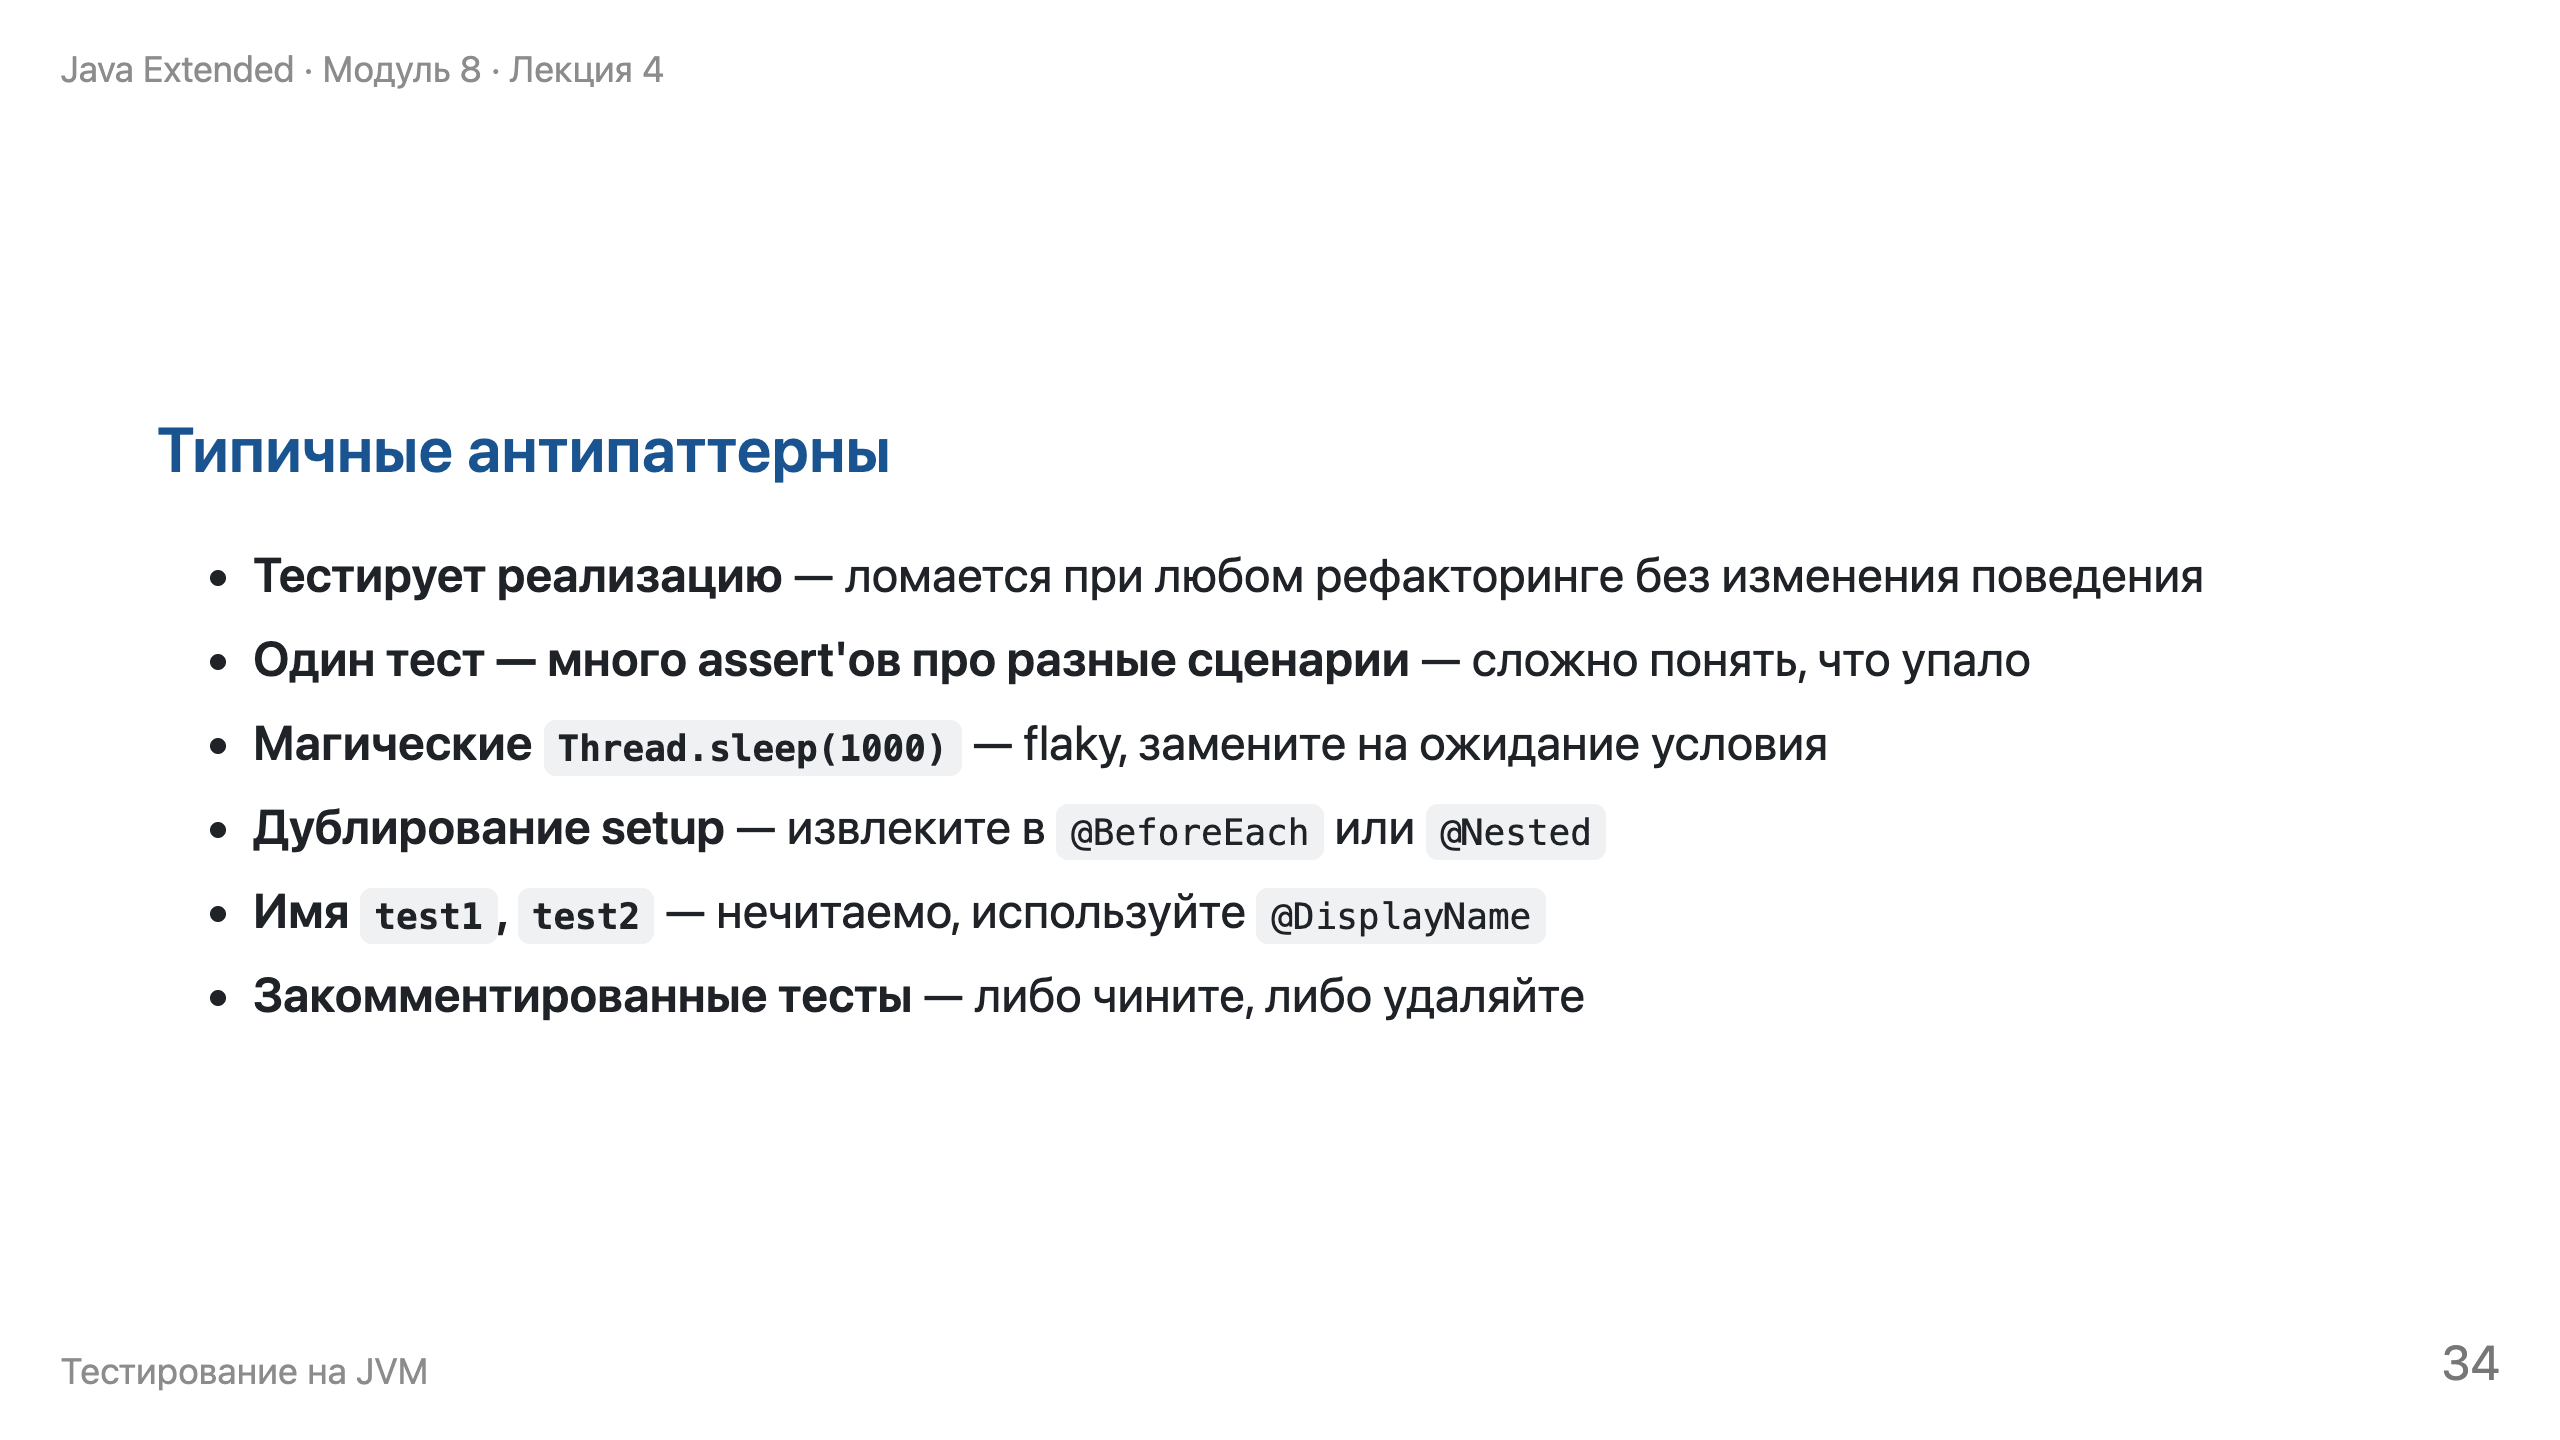 Java Extended · Модуль 8 · Лекция 4
Типичные антипаттерны
• Тестирует реализацию — ломается при любом рефакторинге без изменения поведения
• Один тест — много assert'ов про разные сценарии — сложно понять, что упало
• Магические Thread.sleep(1000) — flaky, замените на ожидание условия
• Дублирование setup — извлеките в @BeforeEach или @Nested
• Имя test1, test2 — нечитаемо, используйте @DisplayName
• Закомментированные тесты — либо чините, либо удаляйте
Тестирование на JVM
34